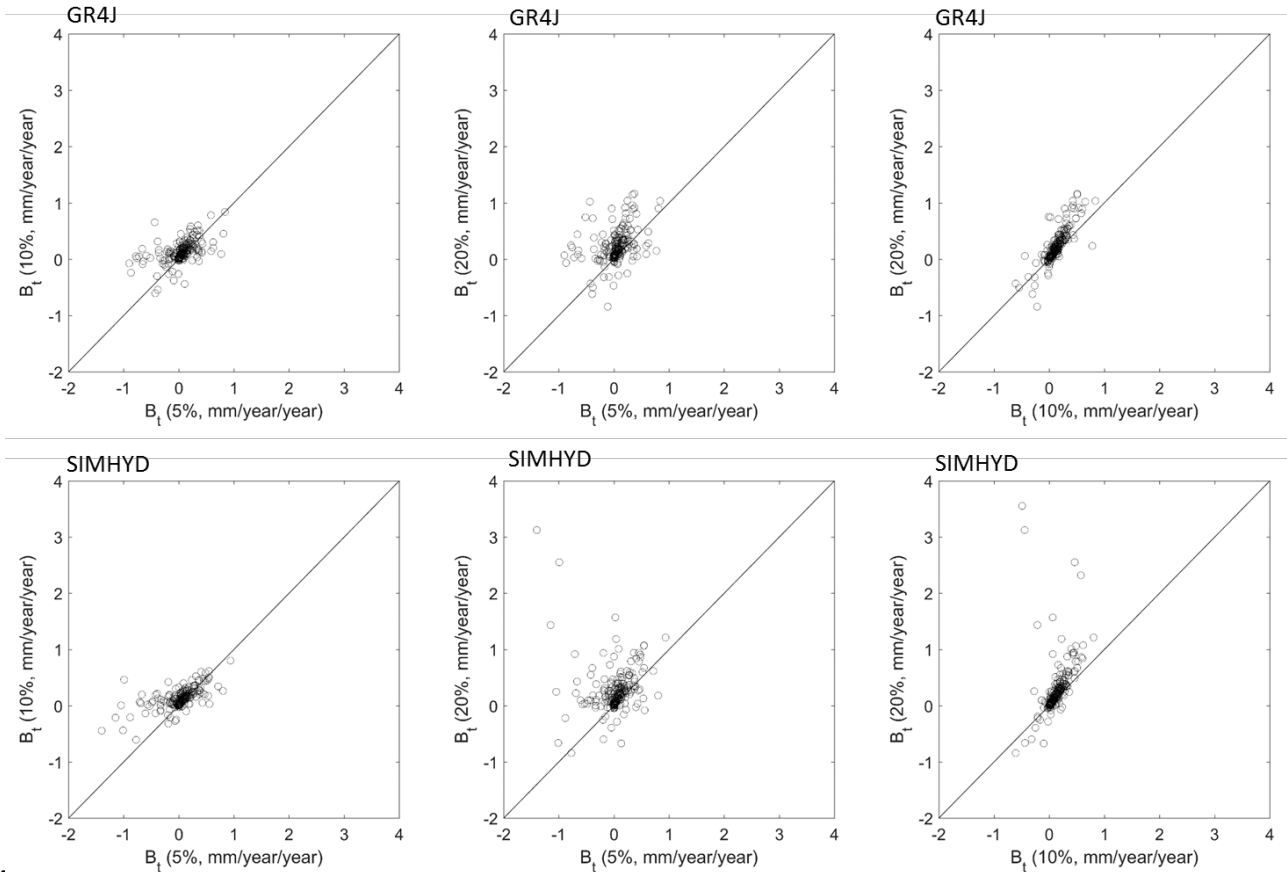 GR4J
GR4J
GR4J
4
3
2
1
0
-1
-2
B_t (10%, mm/year/year)
-2 -1 0 1 2 3 4
B_t (5%, mm/year/year)
4
3
2
1
0
-1
-2
B_t (20%, mm/year/year)
-2 -1 0 1 2 3 4
B_t (5%, mm/year/year)
4
3
2
1
0
-1
-2
B_t (20%, mm/year/year)
-2 -1 0 1 2 3 4
B_t (10%, mm/year/year)
SIMHYD
SIMHYD
SIMHYD
4
3
2
1
0
-1
-2
B_t (10%, mm/year/year)
-2 -1 0 1 2 3 4
B_t (5%, mm/year/year)
4
3
2
1
0
-1
-2
B_t (20%, mm/year/year)
-2 -1 0 1 2 3 4
B_t (5%, mm/year/year)
4
3
2
1
0
-1
-2
B_t (20%, mm/year/year)
-2 -1 0 1 2 3 4
B_t (10%, mm/year/year)